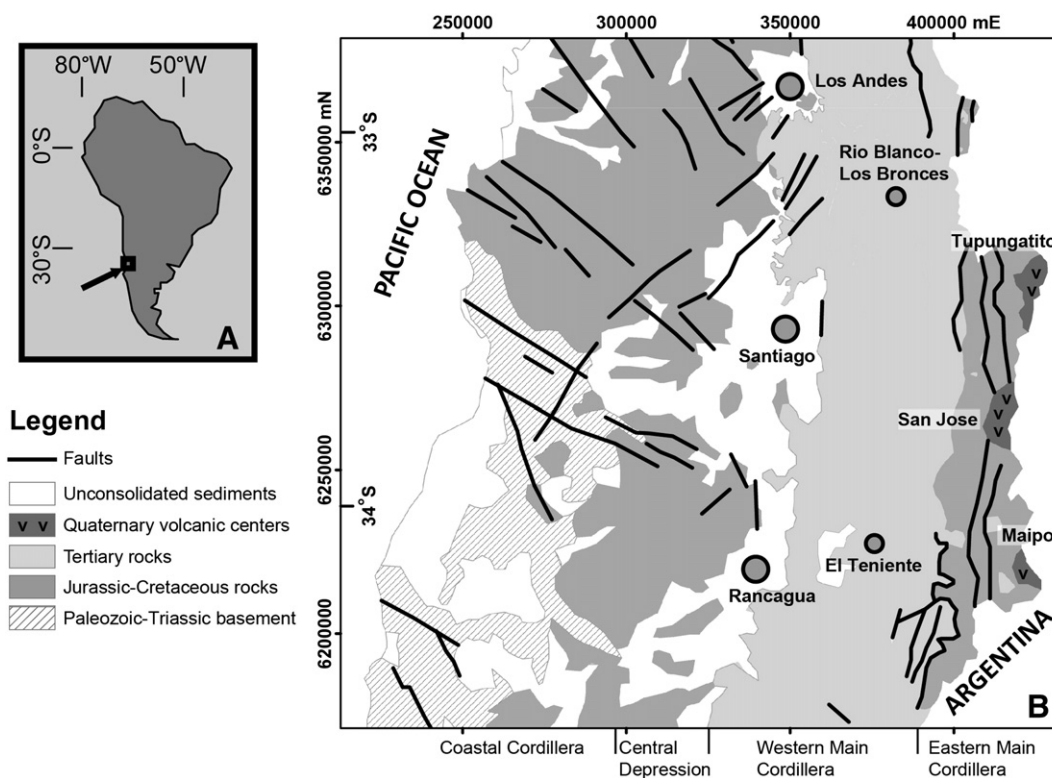 80°W 50°W
0°S
30°S
A
Legend
Faults
Unconsolidated sediments
v v Quaternary volcanic centers
Tertiary rocks
Jurassic-Cretaceous rocks
Paleozoic-Triassic basement
250000 300000 350000 400000 mE
6350000 mN
33°S
6300000
6250000
34°S
6200000
PACIFIC OCEAN
Los Andes
Rio Blanco-
Los Bronces
Tupungatito
v
v
Santiago
San Jose
v
v
v
Maipo
v
El Teniente
Rancagua
ARGENTINA
B
Coastal Cordillera
Central
Depression
Western Main
Cordillera
Eastern Main
Cordillera